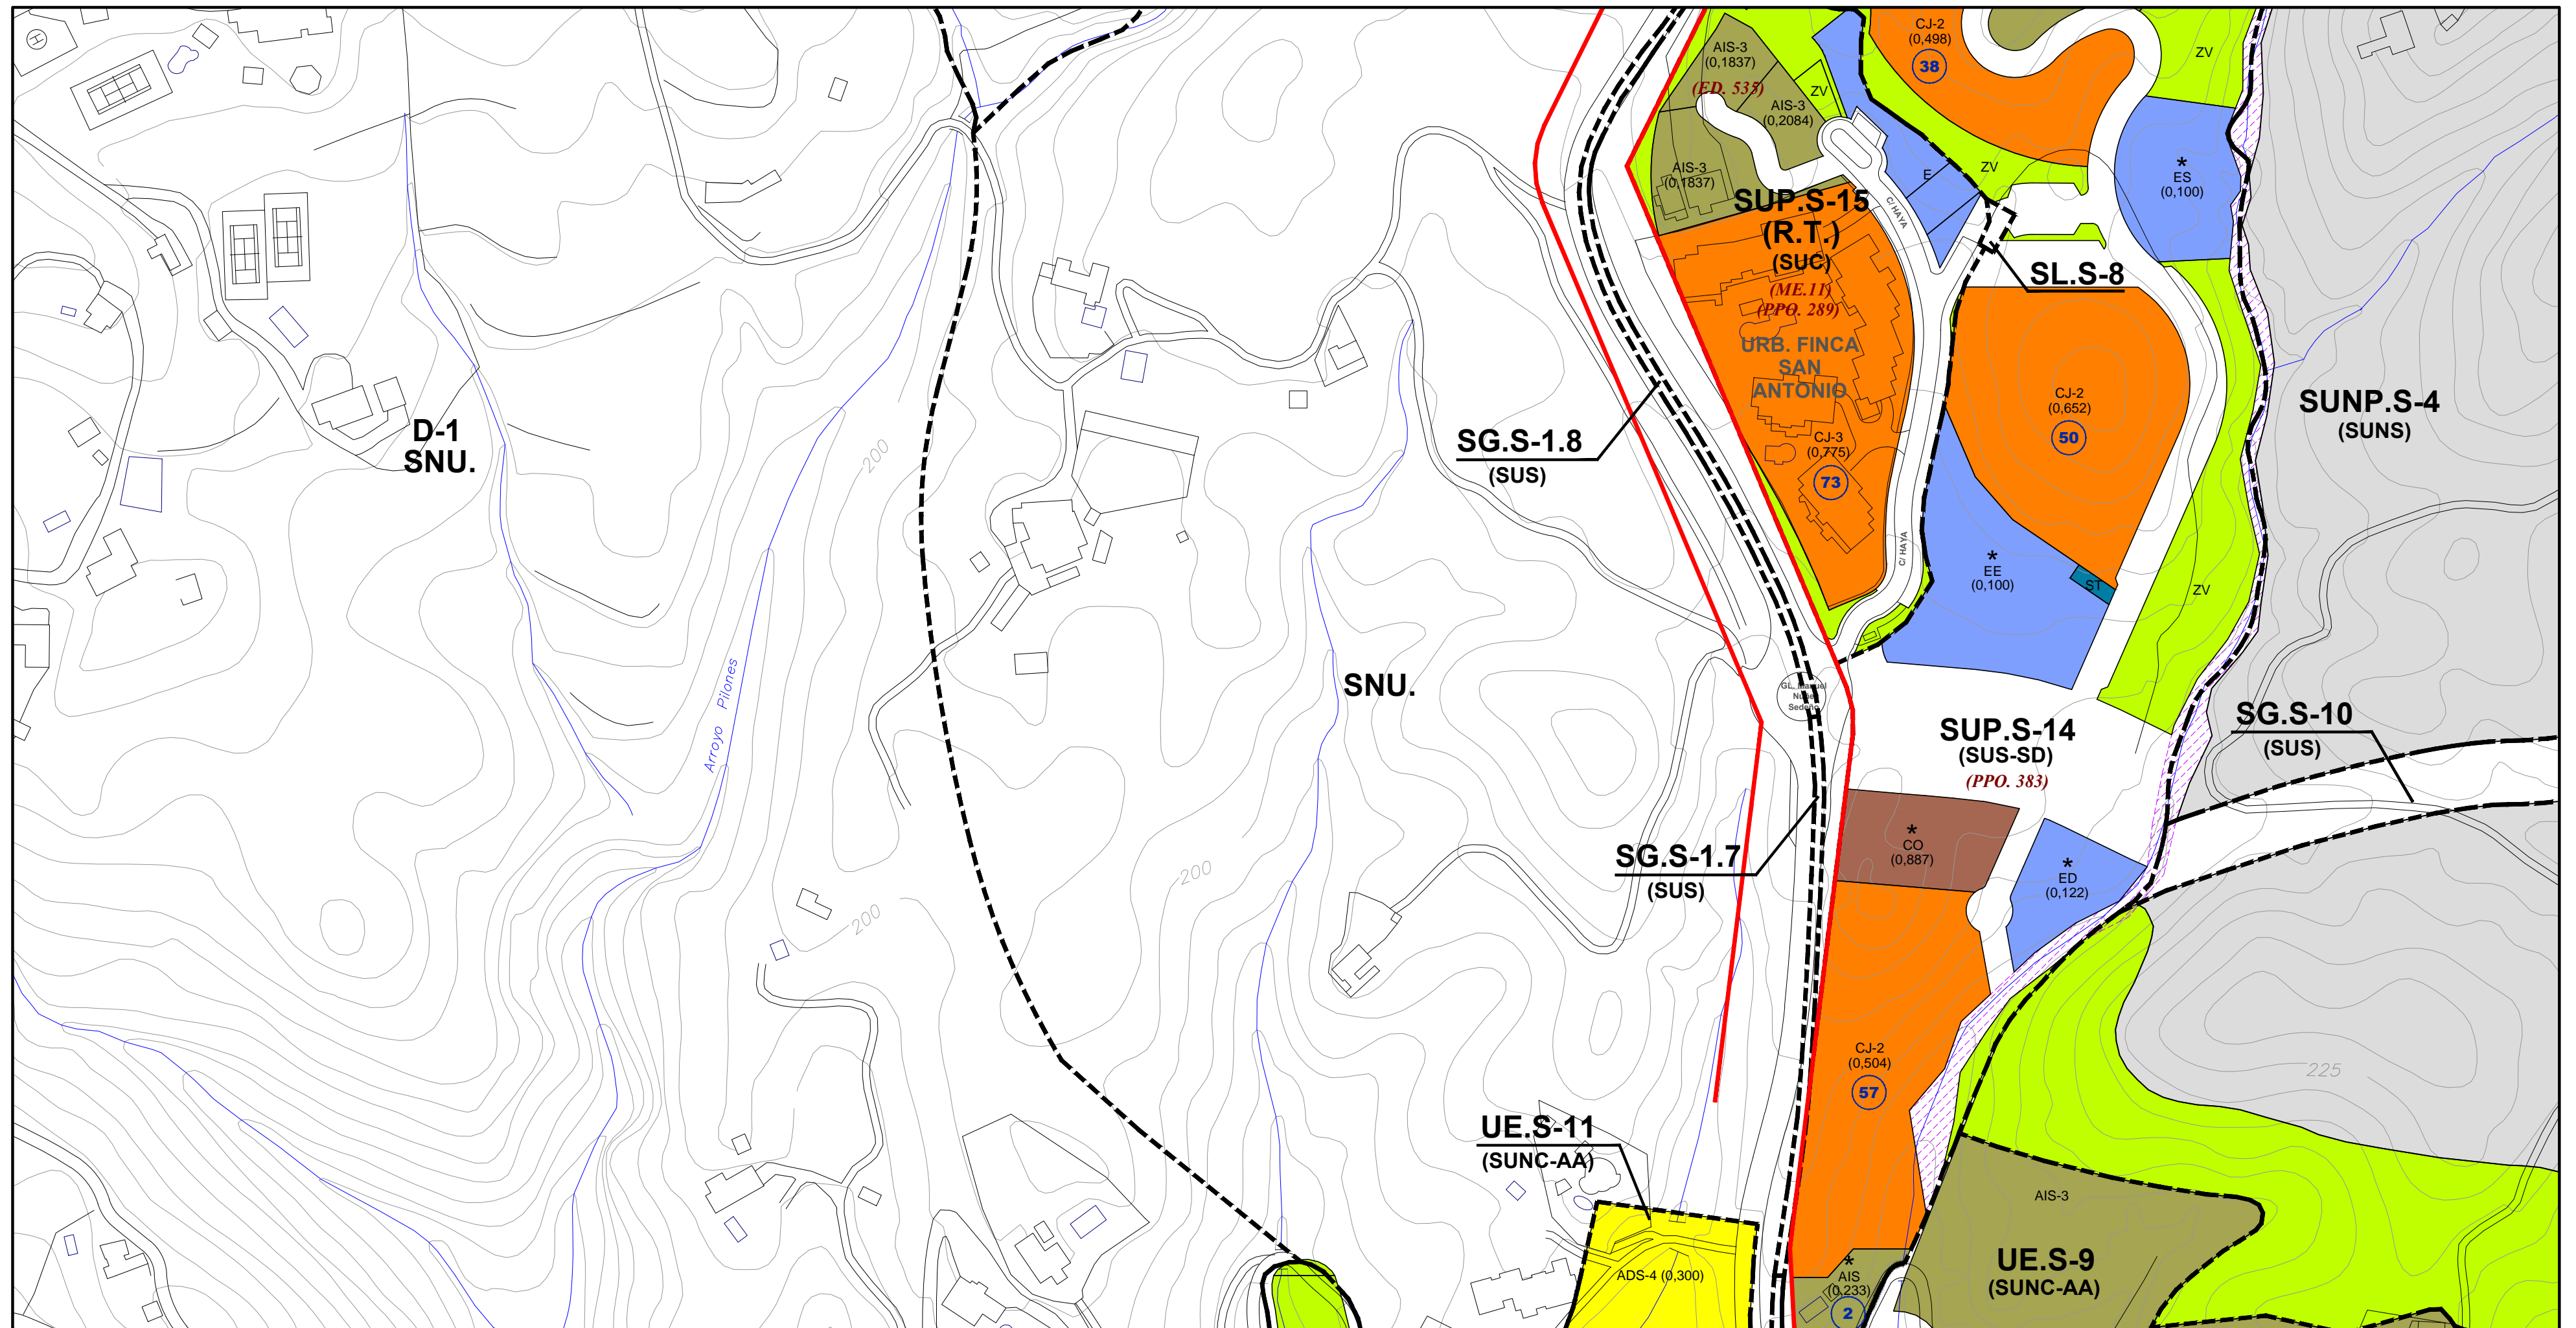 CJ-2
(0,498)
38
ZV
AIS-3
(0,1837)
(ED. 535)
ZV
AIS-3
(0,2084)
AIS-3
(0,1837)
E
ZV
*
ES
(0,100)
SUP.S-15
(R.T.)
(SUC)
(ME.11)
(PPO. 289)
C/ HAYA
SL.S-8
URB. FINCA
SAN
ANTONIO
CJ-3
(0,775)
73
CJ-2
(0,652)
50
SUNP.S-4
(SUNS)
D-1
SNU.
200
SG.S-1.8
(SUS)
C/ HAYA
*
EE
(0,100)
ST
ZV
Arroyo Pilones
SNU.
GL. Manuel
Nuñez
Sedeño
SUP.S-14
(SUS-SD)
(PPO. 383)
SG.S-10
(SUS)
SG.S-1.7
(SUS)
*
CO
(0,887)
*
ED
(0,122)
200
200
CJ-2
(0,504)
57
225
UE.S-11
(SUNC-AA)
AIS-3
UE.S-9
(SUNC-AA)
ADS-4 (0,300)
*
AIS
(0,233)
2
H